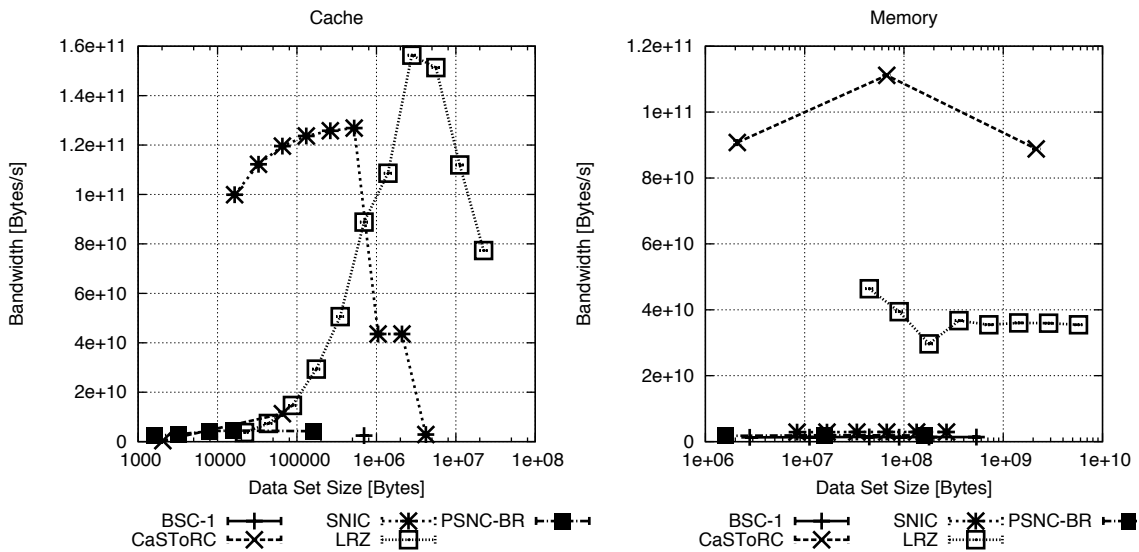 Cache
Bandwidth [Bytes/s]
1.6e+11
1.4e+11
1.2e+11
1e+11
8e+10
6e+10
4e+10
2e+10
0
1000 10000 100000 1e+06 1e+07 1e+08
Data Set Size [Bytes]
BSC-1 SNIC PSNC-BR
CaSToRC LRZ
Memory
Bandwidth [Bytes/s]
1.2e+11
1e+11
8e+10
6e+10
4e+10
2e+10
0
1e+06 1e+07 1e+08 1e+09 1e+10
Data Set Size [Bytes]
BSC-1 SNIC PSNC-BR
CaSToRC LRZ